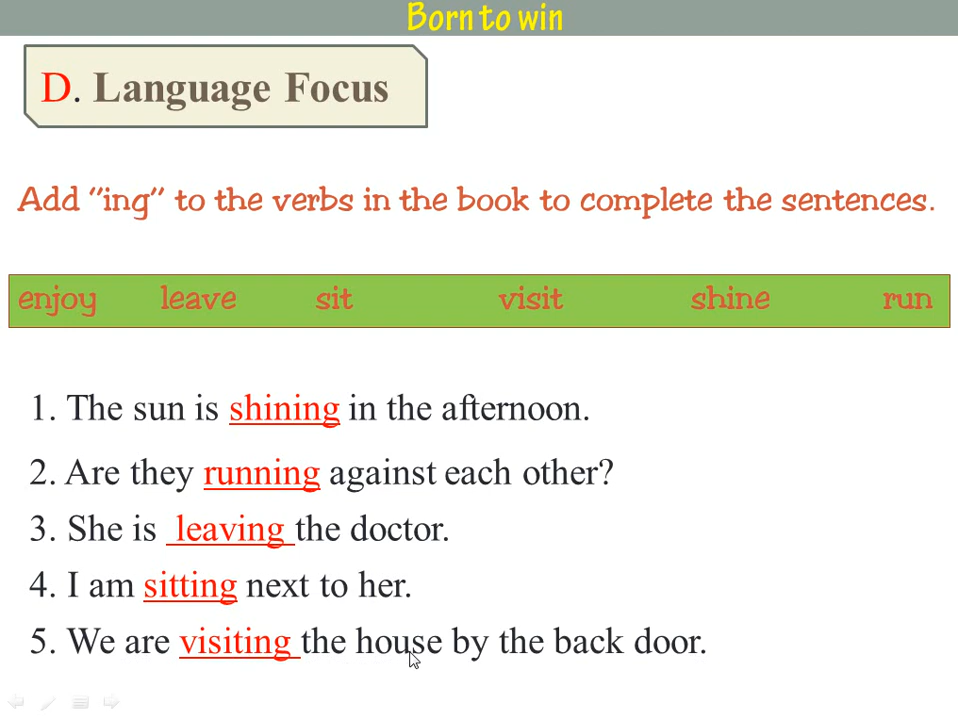 Born to win
D. Language Focus
Add "ing" to the verbs in the book to complete the sentences.
enjoy leave sit visit shine run
1. The sun is shining in the afternoon.
2. Are they running against each other?
3. She is leaving the doctor.
4. I am sitting next to her.
5. We are visiting the house by the back door.